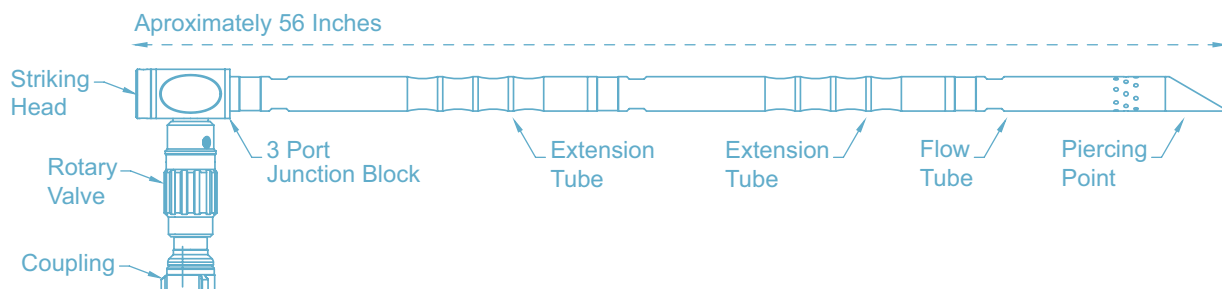 Aproximately 56 Inches
Striking
Head
3 Port
Junction Block
Extension
Tube
Extension
Tube
Flow
Tube
Piercing
Point
Rotary
Valve
Coupling